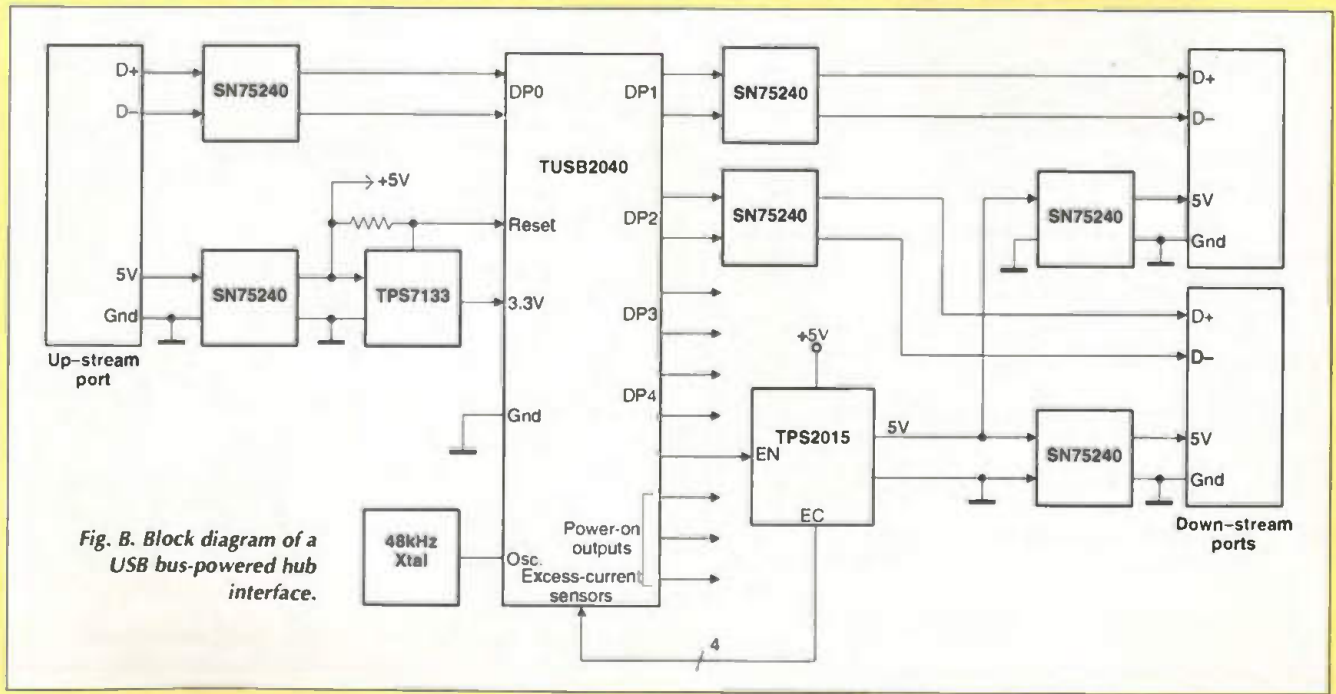 D+
D–
SN75240
DP0
DP1
SN75240
D+
D–
TUSB2040
+5V
Reset
DP2
SN75240
SN75240
5V
Gnd
5V
Gnd
SN75240
TPS7133
3.3V
DP3
Up–stream
port
DP4
+5V
D+
D–
Gnd
TPS2015
5V
EN
EC
SN75240
5V
Gnd
Down–stream
ports
48kHz
Xtal
Osc.
Power-on
outputs
Excess-current
sensors
4
Fig. B. Block diagram of a
USB bus-powered hub
interface.